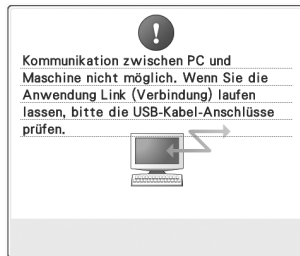 Kommunikation zwischen PC und
Maschine nicht möglich. Wenn Sie die
Anwendung Link (Verbindung) laufen
lassen, bitte die USB-Kabel-Anschlüsse
prüfen.